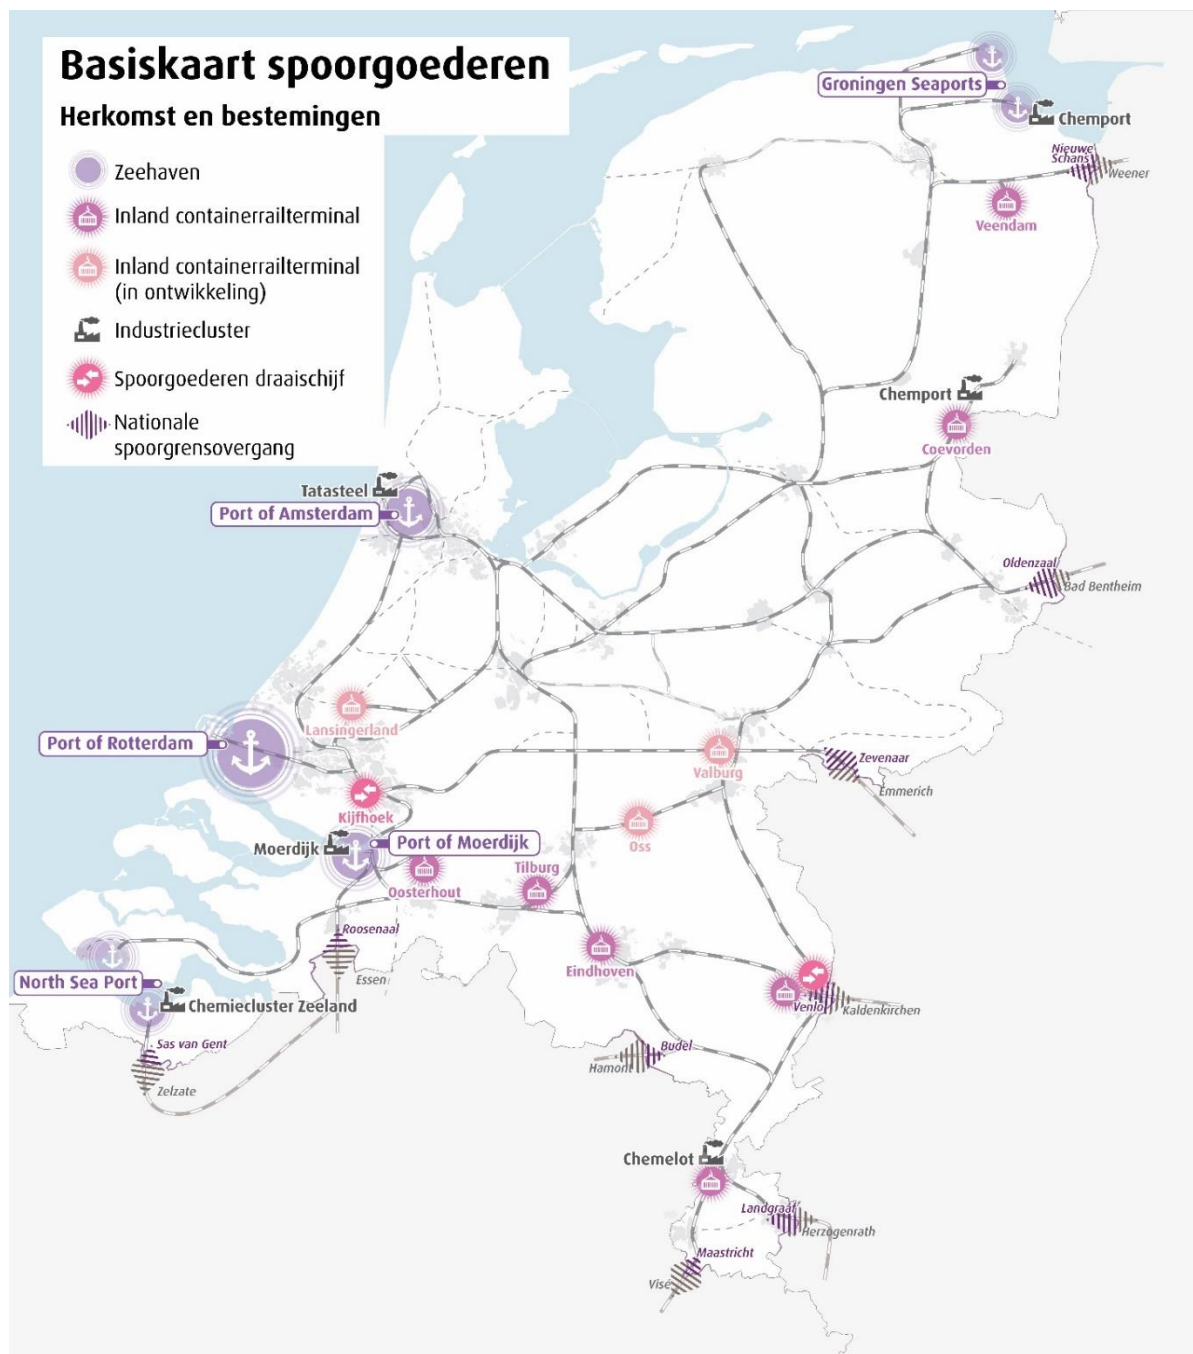 Basiskaart spoorgoederen
Herkomst en bestemingen
Zeehaven
Inland containerrailterminal
Inland containerrailterminal
(in ontwikkeling)
Industriecluster
Spoorgoederen draaischijf
Nationale
spoorgrensovergang
Groningen Seaports
Chemport
Nieuwe
Schans
Weener
Veendam
Chemport
Coevorden
Tatasteel
Port of Amsterdam
Oldenzaal
Bad Bentheim
Lansingerland
Port of Rotterdam
Valburg
Zevenaar
Emmerich
Kijfhoek
Oss
Moerdijk
Port of Moerdijk
Oosterhout
Tilburg
Roosenaal
Essen
Eindhoven
North Sea Port
Chemiecluster Zeeland
Venlo
Kaldenkirchen
Sas van Gent
Zelzate
Budel
Hamont
Chemelot
Landgraaf
Herzogenrath
Maastricht
Visé